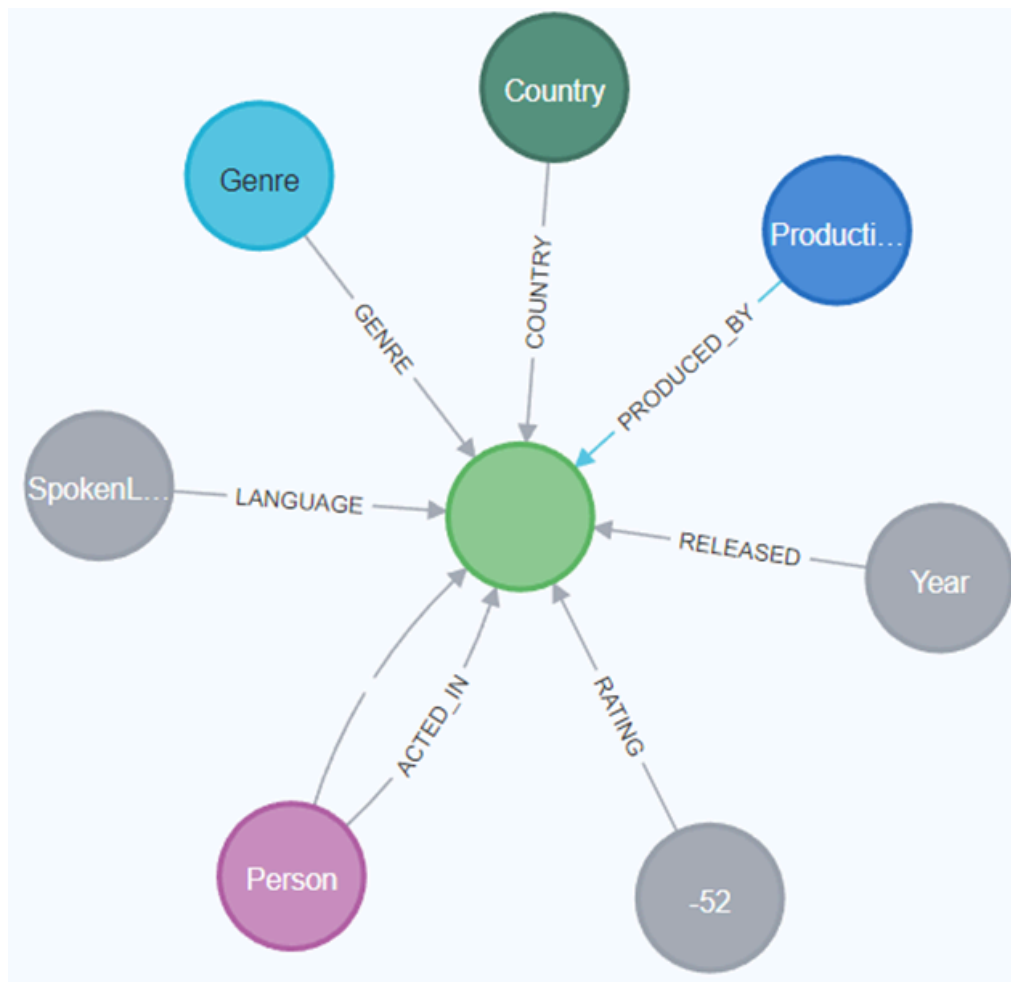 Country
Genre
Producti...
COUNTRY
GENRE
PRODUCED_BY
SpokenL...
LANGUAGE
RELEASED
Year
ACTED_IN
RATING
Person
-52